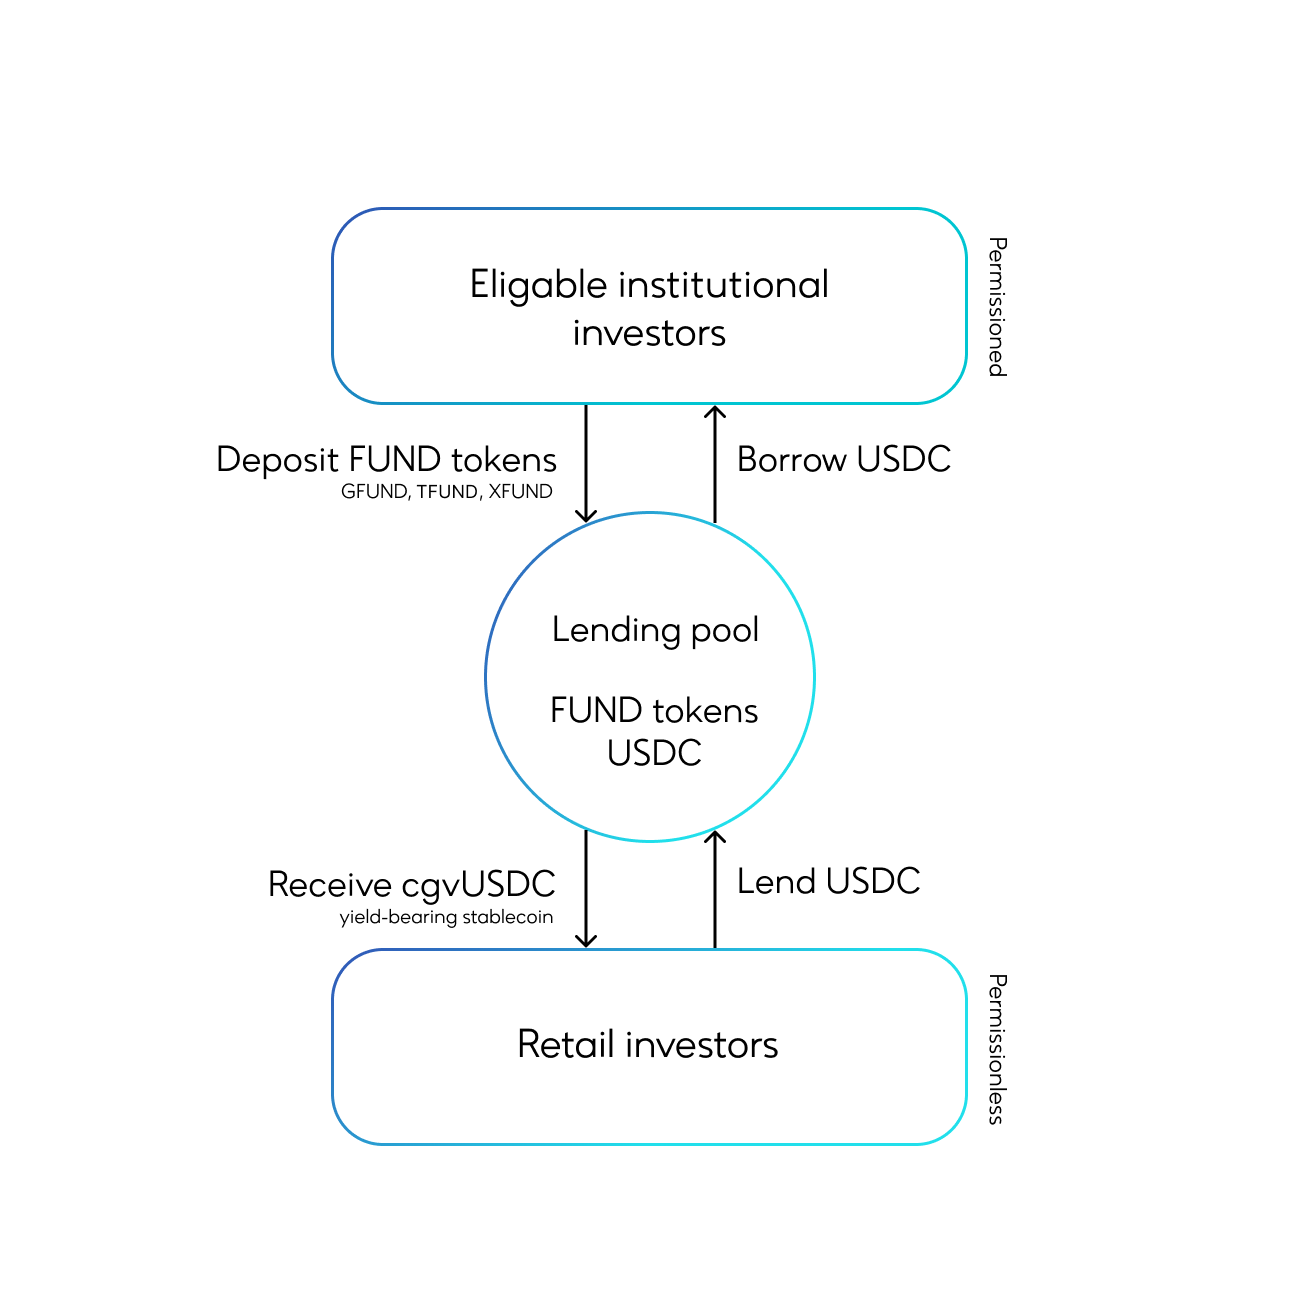 Eligable institutional
investors
Permissioned
Deposit FUND tokens
GFUND, TFUND, XFUND
Borrow USDC
Lending pool
FUND tokens
USDC
Receive cgvUSDC
yield-bearing stablecoin
Lend USDC
Retail investors
Permissionless